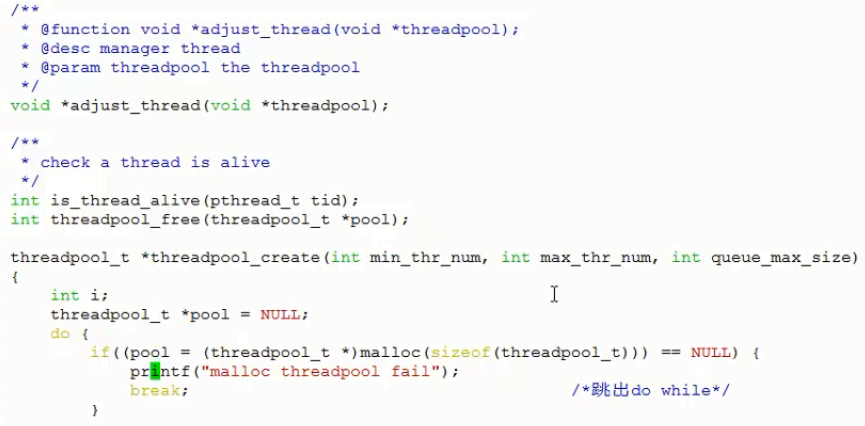 /**
 * @function void *adjust_thread(void *threadpool);
 * @desc manager thread
 * @param threadpool the threadpool
 */
void *adjust_thread(void *threadpool);

/**
 * check a thread is alive
 */
int is_thread_alive(pthread_t tid);
int threadpool_free(threadpool_t *pool);

threadpool_t *threadpool_create(int min_thr_num, int max_thr_num, int queue_max_size)
{
    int i;
    threadpool_t *pool = NULL;
    do {
        if((pool = (threadpool_t *)malloc(sizeof(threadpool_t))) == NULL) {
            printf("malloc threadpool fail");
            break;                                       /*跳出do while*/
        }